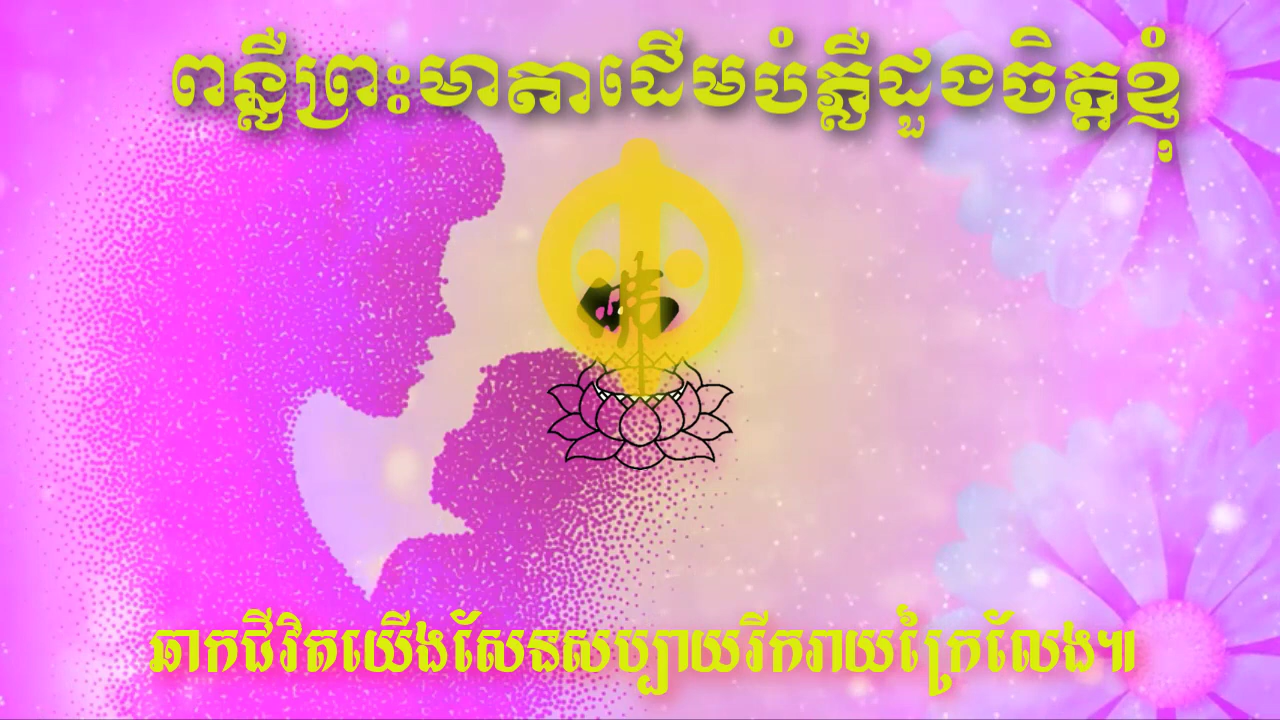 ពន្លឺព្រះមាតាដើមបំភ្លឺដួងចិត្តខ្ញុំ
佛
ឆាកជីវិតយើងសែនសប្បាយរីករាយក្រៃលែង៕